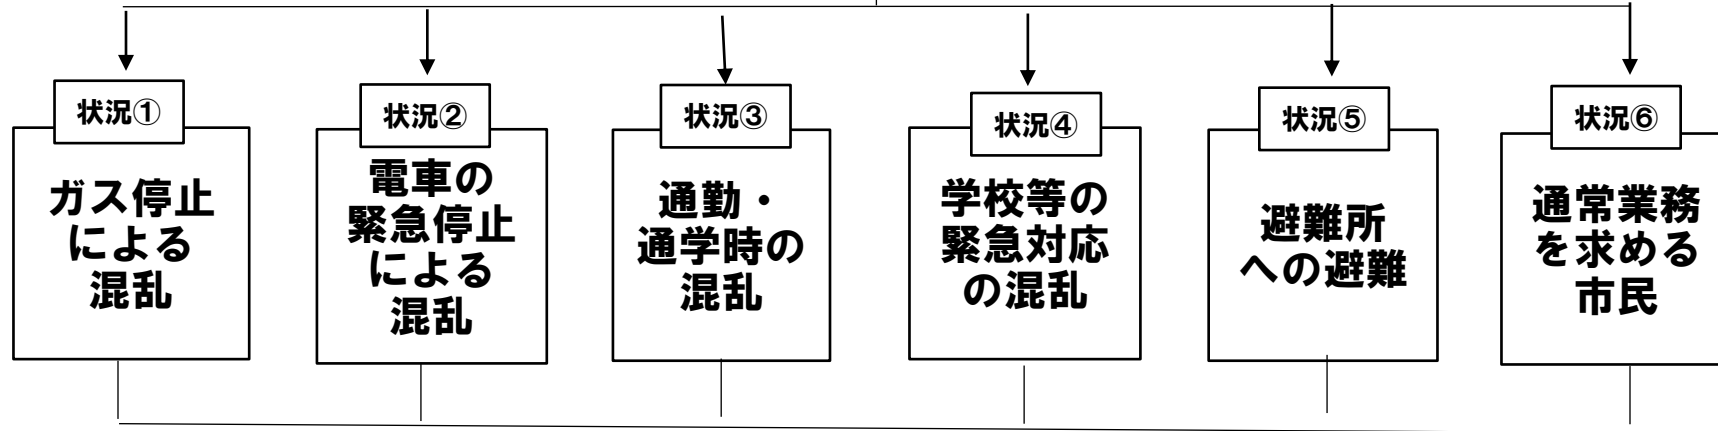 状況①
ガス停止
による
混乱
状況②
電車の
緊急停止
による
混乱
状況③
通勤・
通学時の
混乱
状況④
学校等の
緊急対応
の混乱
状況⑤
避難所
への避難
状況⑥
通常業務
を求める
市民